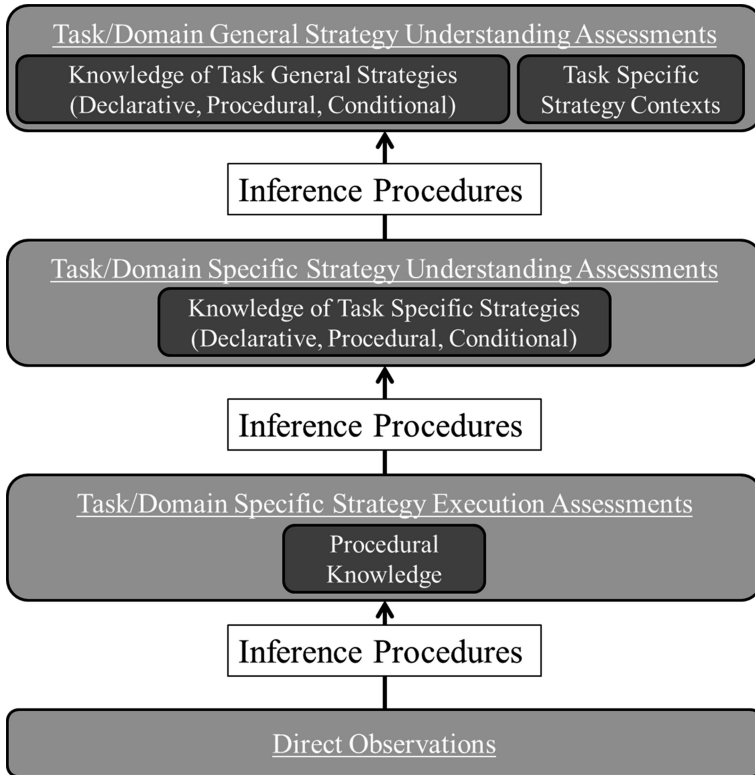 Task/Domain General Strategy Understanding Assessments
Knowledge of Task General Strategies
(Declarative, Procedural, Conditional)
Task Specific
Strategy Contexts
Inference Procedures
Task/Domain Specific Strategy Understanding Assessments
Knowledge of Task Specific Strategies
(Declarative, Procedural, Conditional)
Inference Procedures
Task/Domain Specific Strategy Execution Assessments
Procedural
Knowledge
Inference Procedures
Direct Observations